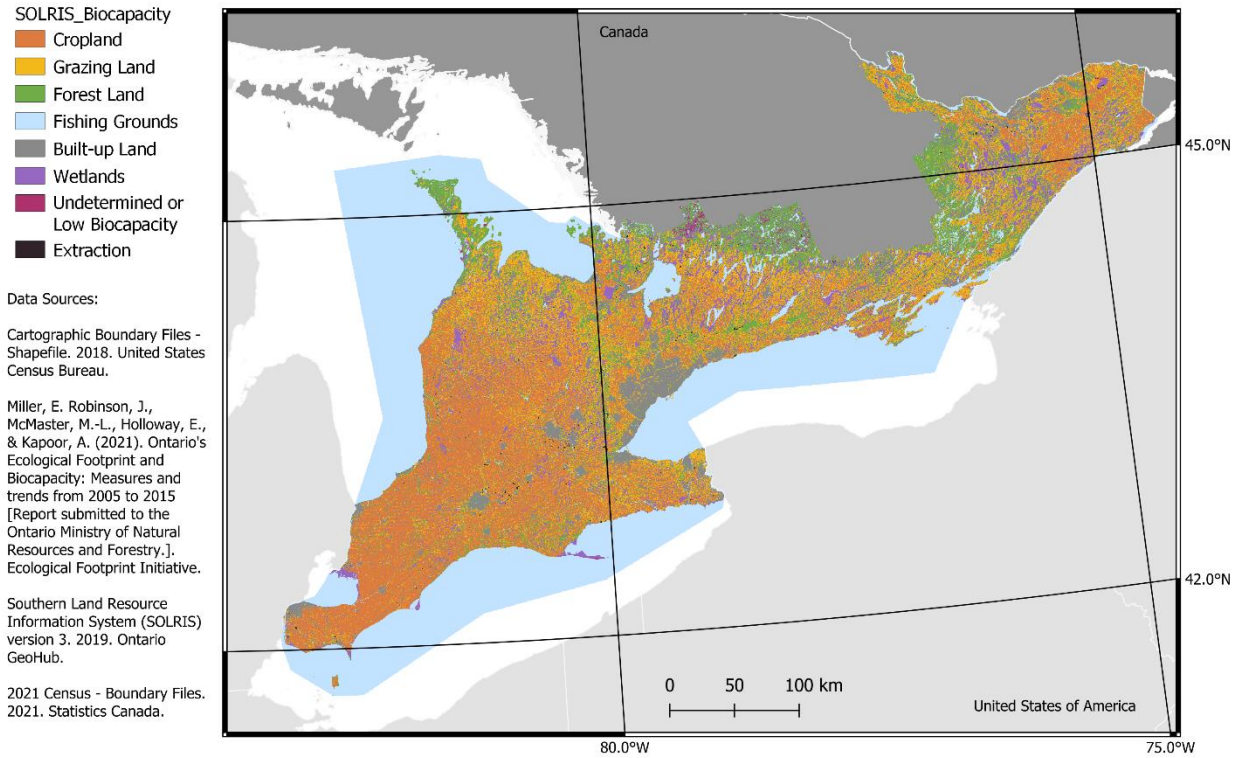 SOLRIS_Biocapacity
Cropland
Grazing Land
Forest Land
Fishing Grounds
Built-up Land
Wetlands
Undetermined or
Low Biocapacity
Extraction
Data Sources:
Cartographic Boundary Files -
Shapefile. 2018. United States
Census Bureau.
Miller, E. Robinson, J.,
McMaster, M.-L., Holloway, E.,
& Kapoor, A. (2021). Ontario's
Ecological Footprint and
Biocapacity: Measures and
trends from 2005 to 2015
[Report submitted to the
Ontario Ministry of Natural
Resources and Forestry.].
Ecological Footprint Initiative.
Southern Land Resource
Information System (SOLRIS)
version 3. 2019. Ontario
GeoHub.
2021 Census - Boundary Files.
2021. Statistics Canada.
Canada
45.0°N
42.0°N
0 50 100 km
United States of America
80.0°W
75.0°W